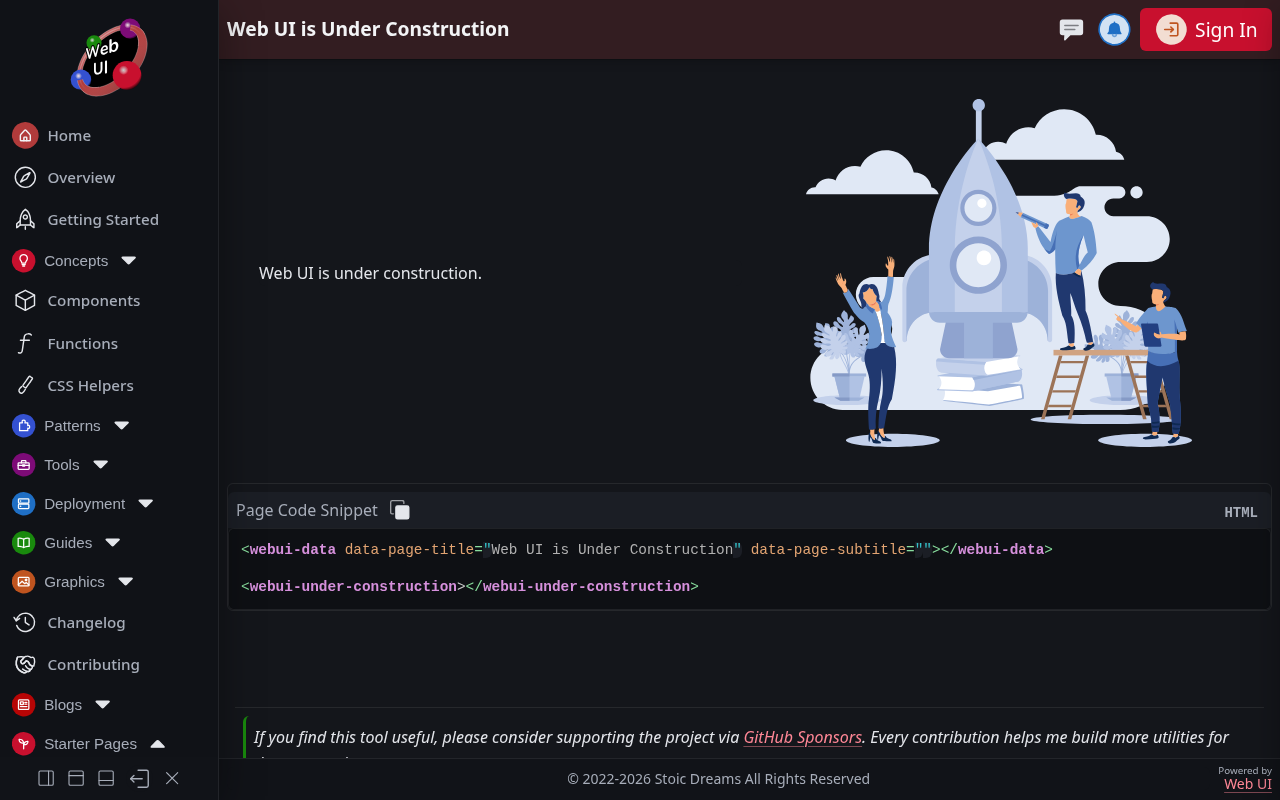 Web UI
Home
Overview
Getting Started
Concepts
Components
Functions
CSS Helpers
Patterns
Tools
Deployment
Guides
Graphics
Changelog
Contributing
Blogs
Starter Pages
Web UI is Under Construction
Sign In
Web UI is under construction.
Page Code Snippet
HTML
<webui-data data-page-title="Web UI is Under Construction" data-page-subtitle=""></webui-data>
<webui-under-construction></webui-under-construction>
If you find this tool useful, please consider supporting the project via GitHub Sponsors. Every contribution helps me build more utilities for
© 2022-2026 Stoic Dreams All Rights Reserved
Powered by
Web UI